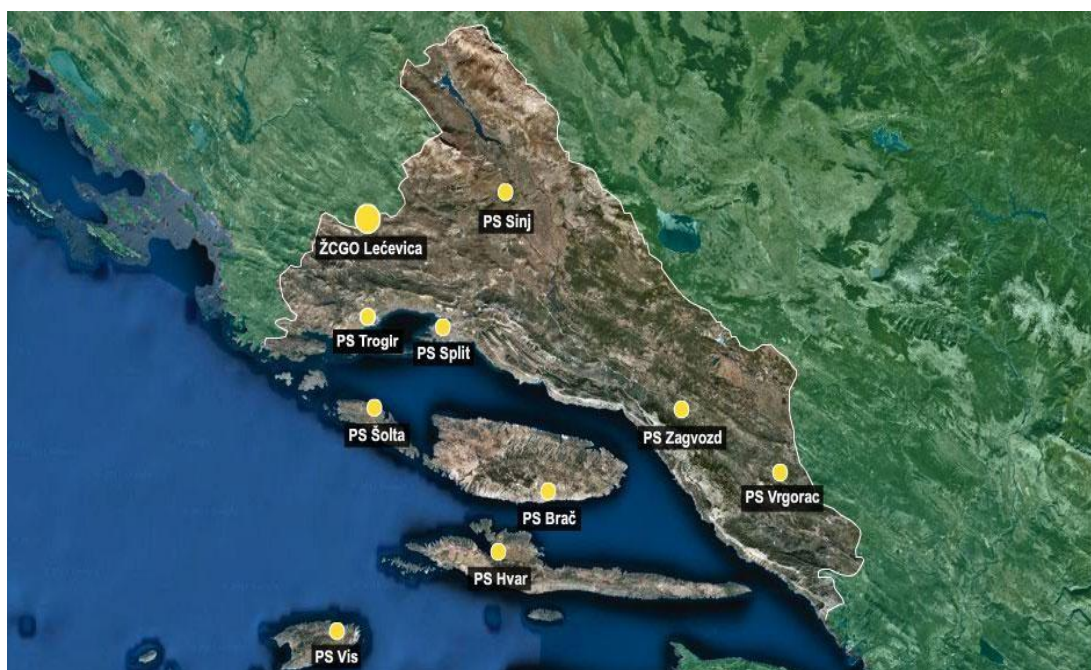 PS Sinj
ŽCGO Lećevica
PS Trogir
PS Split
PS Šolta
PS Zagvozd
PS Vrgorac
PS Brač
PS Hvar
PS Vis